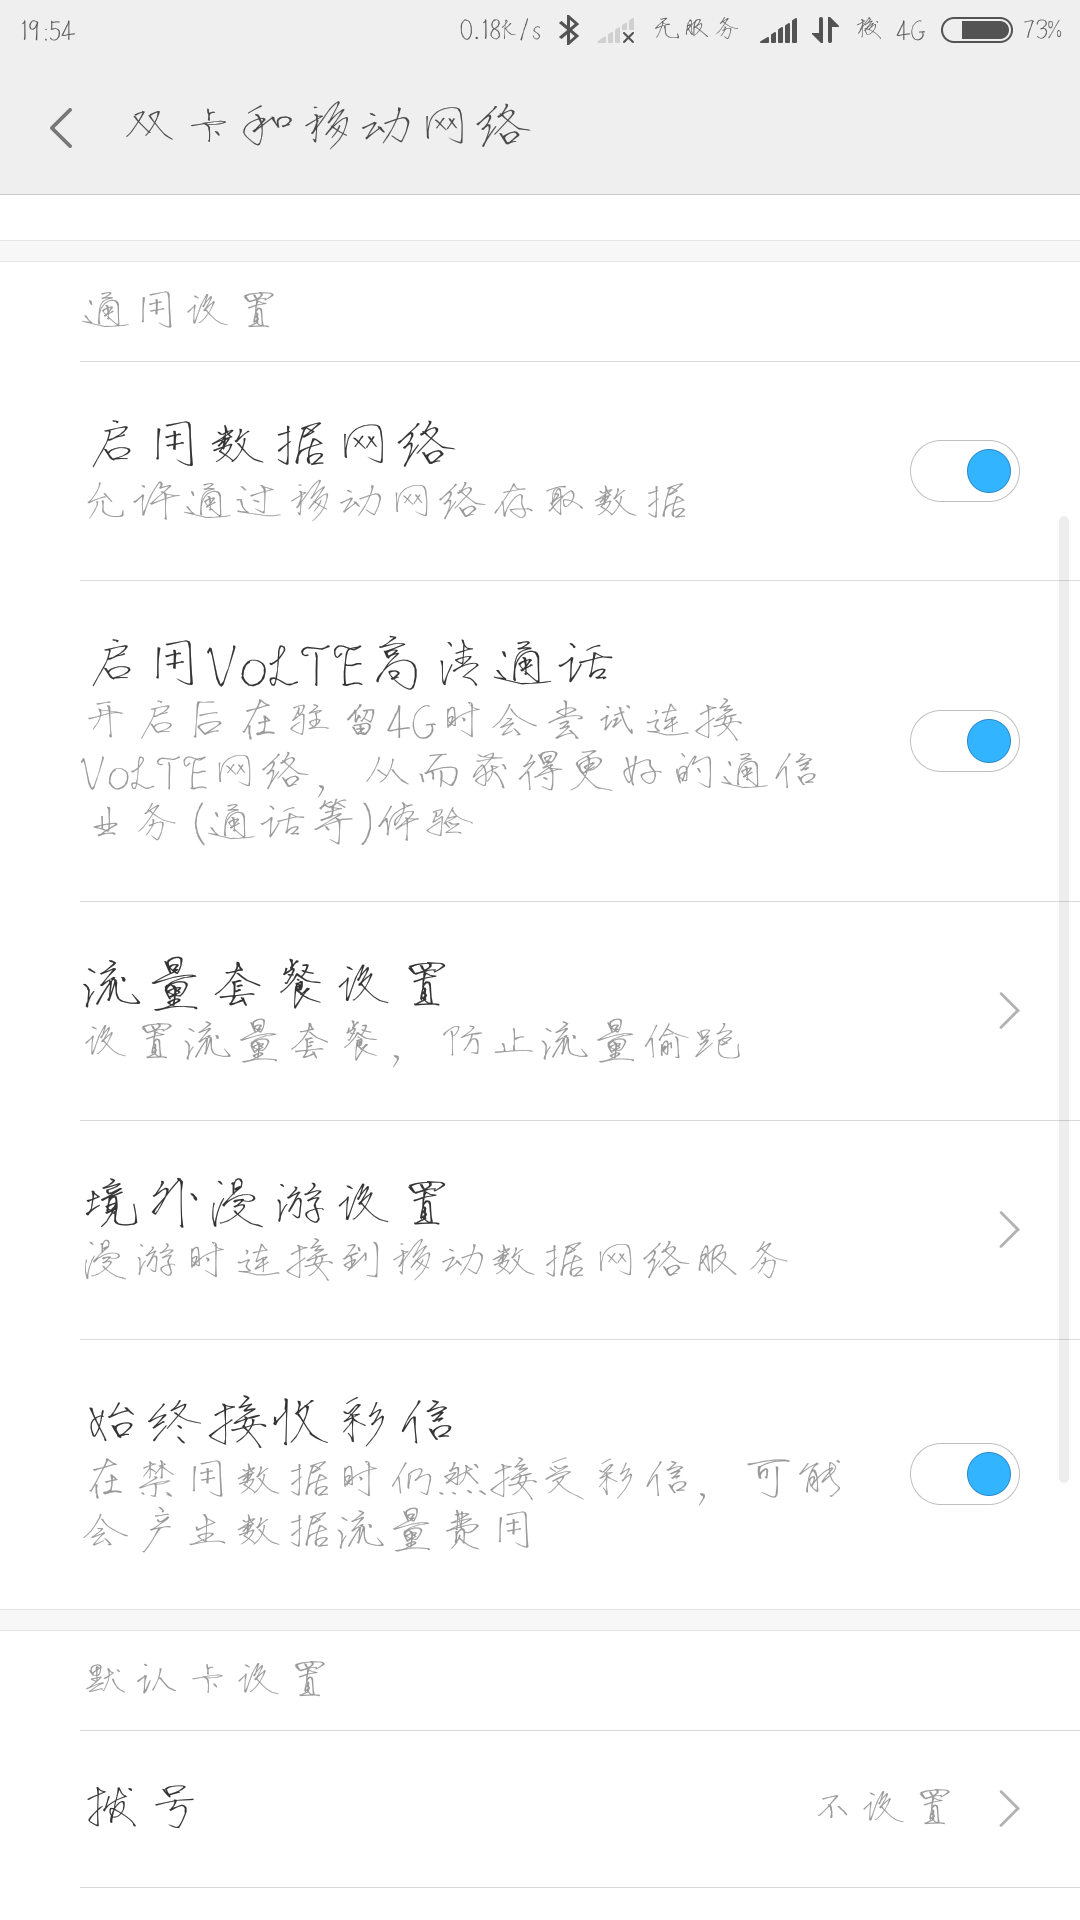 19:54 0.18k/s 无服务 4G 73%
双卡和移动网络
通用设置
启用数据网络
允许通过移动网络存取数据
启用VoLTE高清通话
开启后在驻留4G时会尝试连接
VoLTE网络，从而获得更好的通信
业务(通话等)体验
流量套餐设置
设置流量套餐，防止流量偷跑
境外漫游设置
漫游时连接到移动数据网络服务
始终接收彩信
在禁用数据时仍然接受彩信，可能
会产生数据流量费用
默认卡设置
拨号 不设置